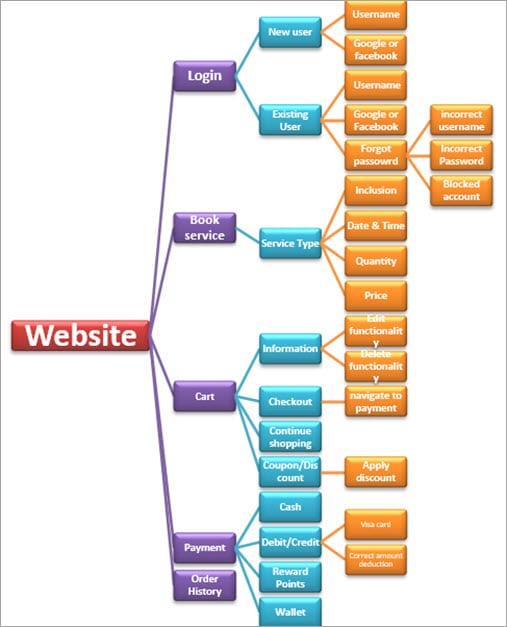 Website
Login
New user
Username
Google or
facebook
Existing
User
Username
Google or
Facebook
Forgot
passowrd
incorrect
username
Incorrect
Password
Blocked
account
Book
service
Service Type
Inclusion
Date & Time
Quantity
Price
Cart
Information
Edit
functionalit
y
Delete
functionalit
y
Checkout
navigate to
payment
Continue
shopping
Coupon/Dis
count
Apply
discount
Payment
Cash
Debit/Credit
Visa card
Correct amount
deduction
Reward
Points
Wallet
Order
History